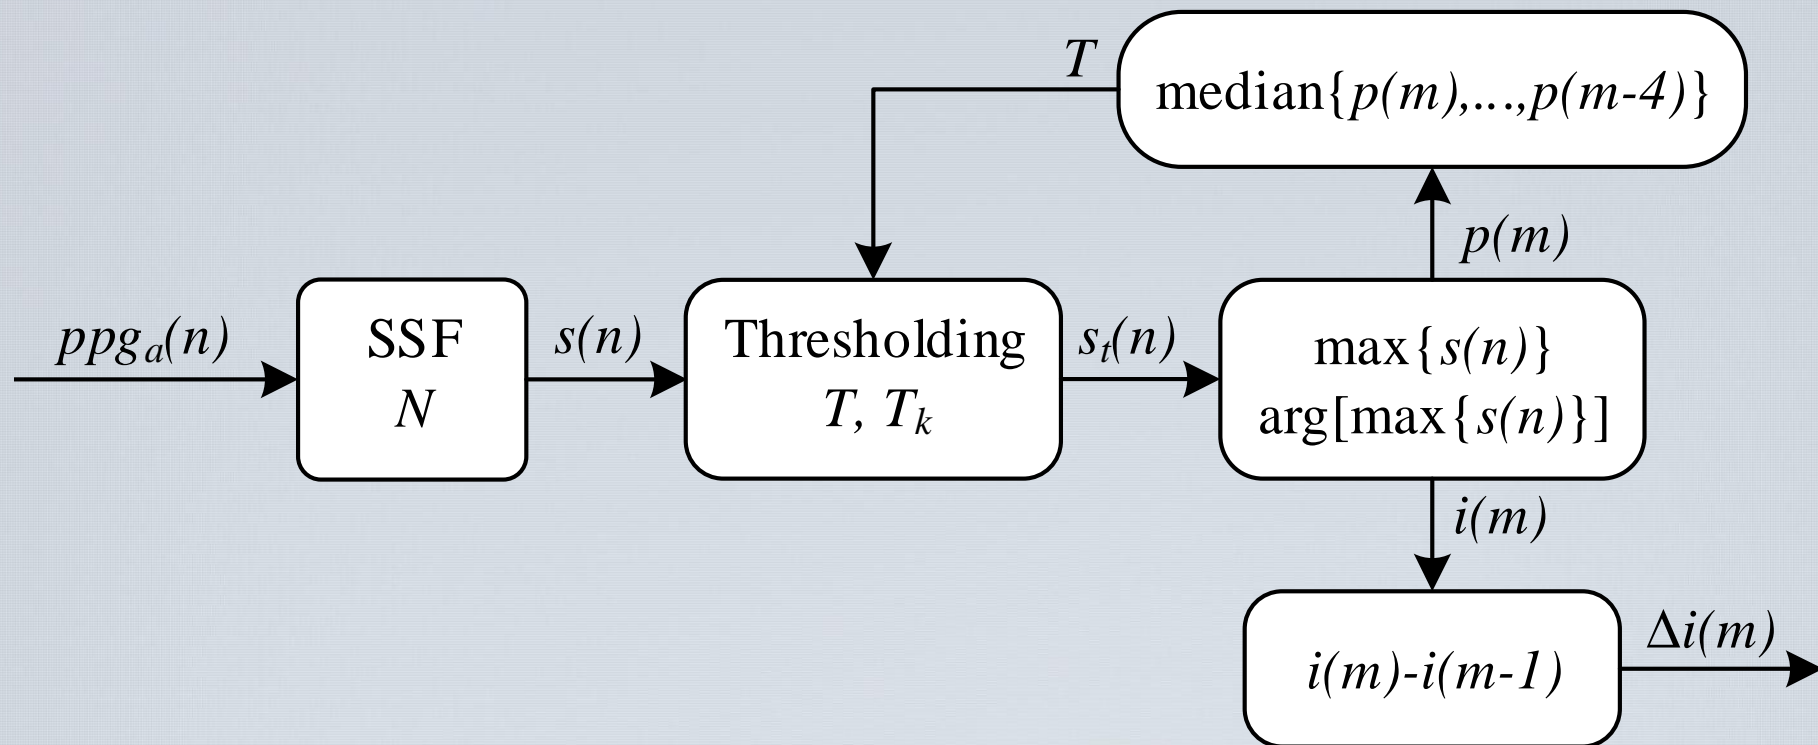 T
median{p(m),...,p(m-4)}
p(m)
ppgₐ(n)
SSF
N
s(n)
Thresholding
T, Tₖ
sₜ(n)
max{s(n)}
arg[max{s(n)}]
i(m)
i(m)-i(m-1)
Δi(m)